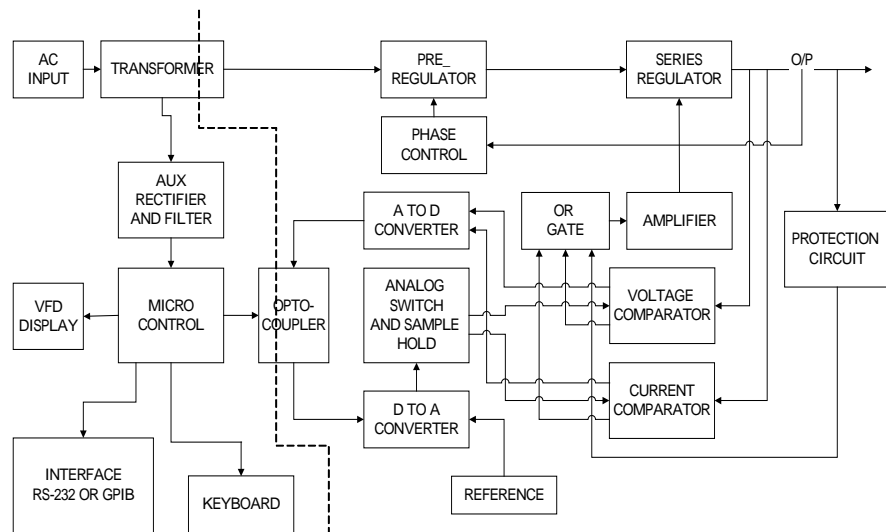 AC
INPUT
TRANSFORMER
PRE_
REGULATOR
SERIES
REGULATOR
O/P
PHASE
CONTROL
AUX
RECTIFIER
AND FILTER
A TO D
CONVERTER
OR
GATE
AMPLIFIER
PROTECTION
CIRCUIT
VFD
DISPLAY
MICRO
CONTROL
OPTO-
COUPLER
ANALOG
SWITCH
AND SAMPLE
HOLD
VOLTAGE
COMPARATOR
CURRENT
COMPARATOR
D TO A
CONVERTER
INTERFACE
RS-232 OR GPIB
KEYBOARD
REFERENCE